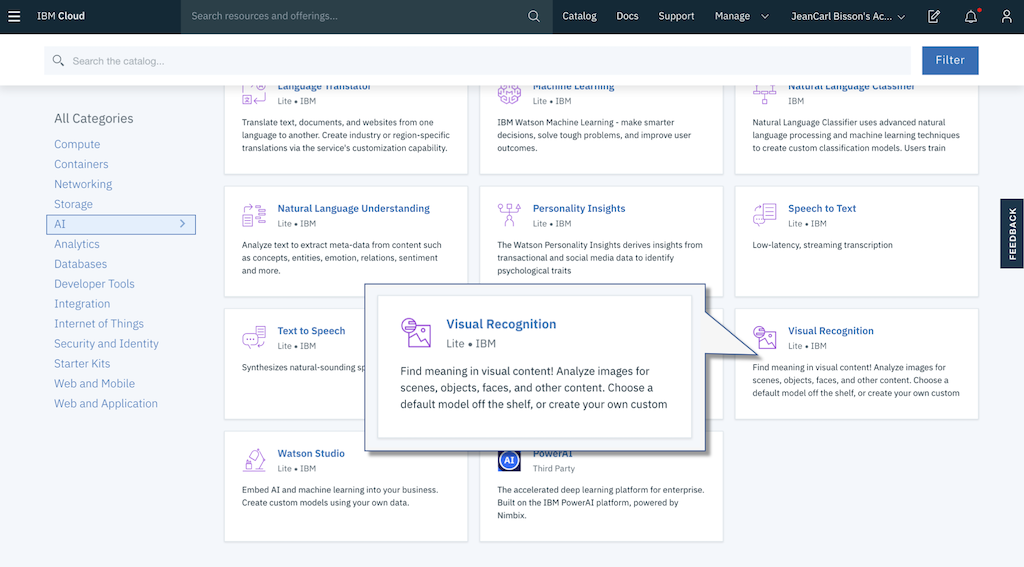 IBM Cloud
Search resources and offerings...
Catalog
Docs
Support
Manage
JeanCarl Bisson's Ac...
Search the catalog...
Filter
All Categories
Compute
Containers
Networking
Storage
AI
Analytics
Databases
Developer Tools
Integration
Internet of Things
Security and Identity
Starter Kits
Web and Mobile
Web and Application
Language Translator
Lite • IBM
Translate text, documents, and websites from one
language to another. Create industry or region-specific
translations via the service's customization capability.
Machine Learning
Lite • IBM
IBM Watson Machine Learning - make smarter
decisions, solve tough problems, and improve user
outcomes.
Natural Language Classifier
IBM
Natural Language Classifier uses advanced natural
language processing and machine learning techniques
to create custom classification models. Users train
Natural Language Understanding
Lite • IBM
Analyze text to extract meta-data from content such
as concepts, entities, emotion, relations, sentiment
and more.
Personality Insights
Lite • IBM
The Watson Personality Insights derives insights from
transactional and social media data to identify
psychological traits
Speech to Text
Lite • IBM
Low-latency, streaming transcription
Text to Speech
Lite • IBM
Synthesizes natural-sounding
Visual Recognition
Lite • IBM
Find meaning in visual content! Analyze images for
scenes, objects, faces, and other content. Choose a
default model off the shelf, or create your own custom
Visual Recognition
Lite • IBM
Find meaning in visual content! Analyze images for
scenes, objects, faces, and other content. Choose a
default model off the shelf, or create your own custom
Watson Studio
Lite • IBM
Embed AI and machine learning into your business.
Create custom models using your own data.
AI
PowerAI
Third Party
The accelerated deep learning platform for enterprise.
Built on the IBM PowerAI platform, powered by
Nimbix.
FEEDBACK